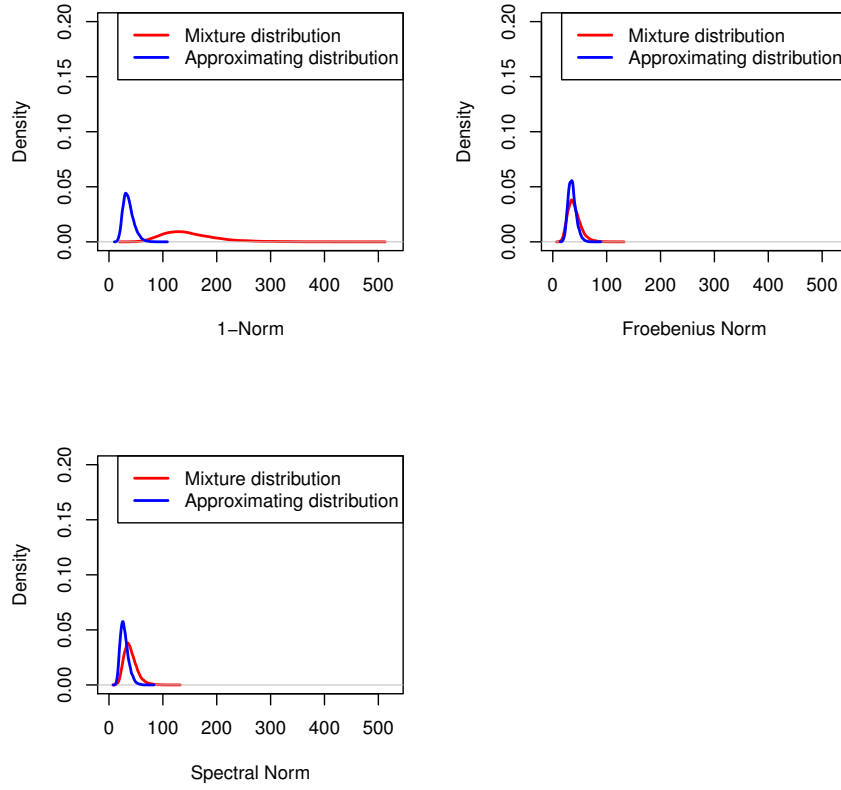 Mixture distribution
Approximating distribution
Density
0.00 0.05 0.10 0.15 0.20
0 100 200 300 400 500
1−Norm
Mixture distribution
Approximating distribution
Density
0.00 0.05 0.10 0.15 0.20
0 100 200 300 400 500
Froebenius Norm
Mixture distribution
Approximating distribution
Density
0.00 0.05 0.10 0.15 0.20
0 100 200 300 400 500
Spectral Norm